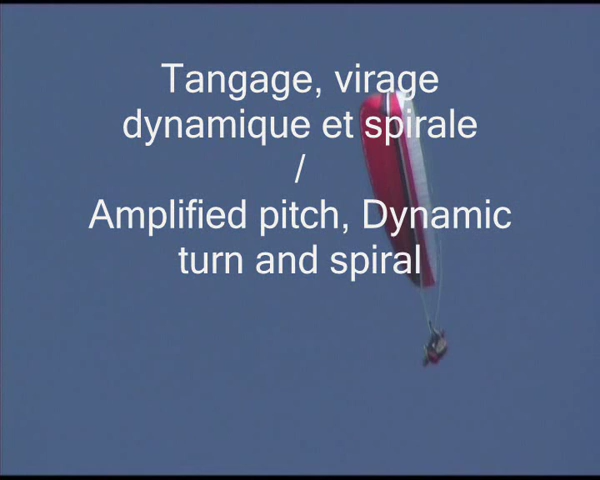 Tangage, virage
dynamique et spirale
/
Amplified pitch, Dynamic
turn and spiral